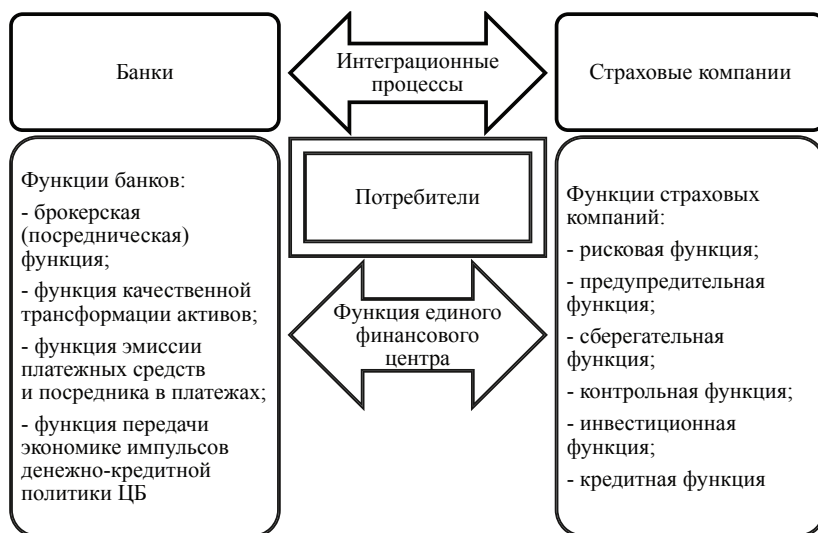 Банки
Интеграционные
процессы
Страховые компании
Функции банков:
- брокерская
(посредническая)
функция;
- функция качественной
трансформации активов;
- функция эмиссии
платежных средств
и посредника в платежах;
- функция передачи
экономике импульсов
денежно-кредитной
политики ЦБ
Потребители
Функция единого
финансового
центра
Функции страховых
компаний:
- рисковая функция;
- предупредительная
функция;
- сберегательная
функция;
- контрольная функция;
- инвестиционная
функция;
- кредитная функция